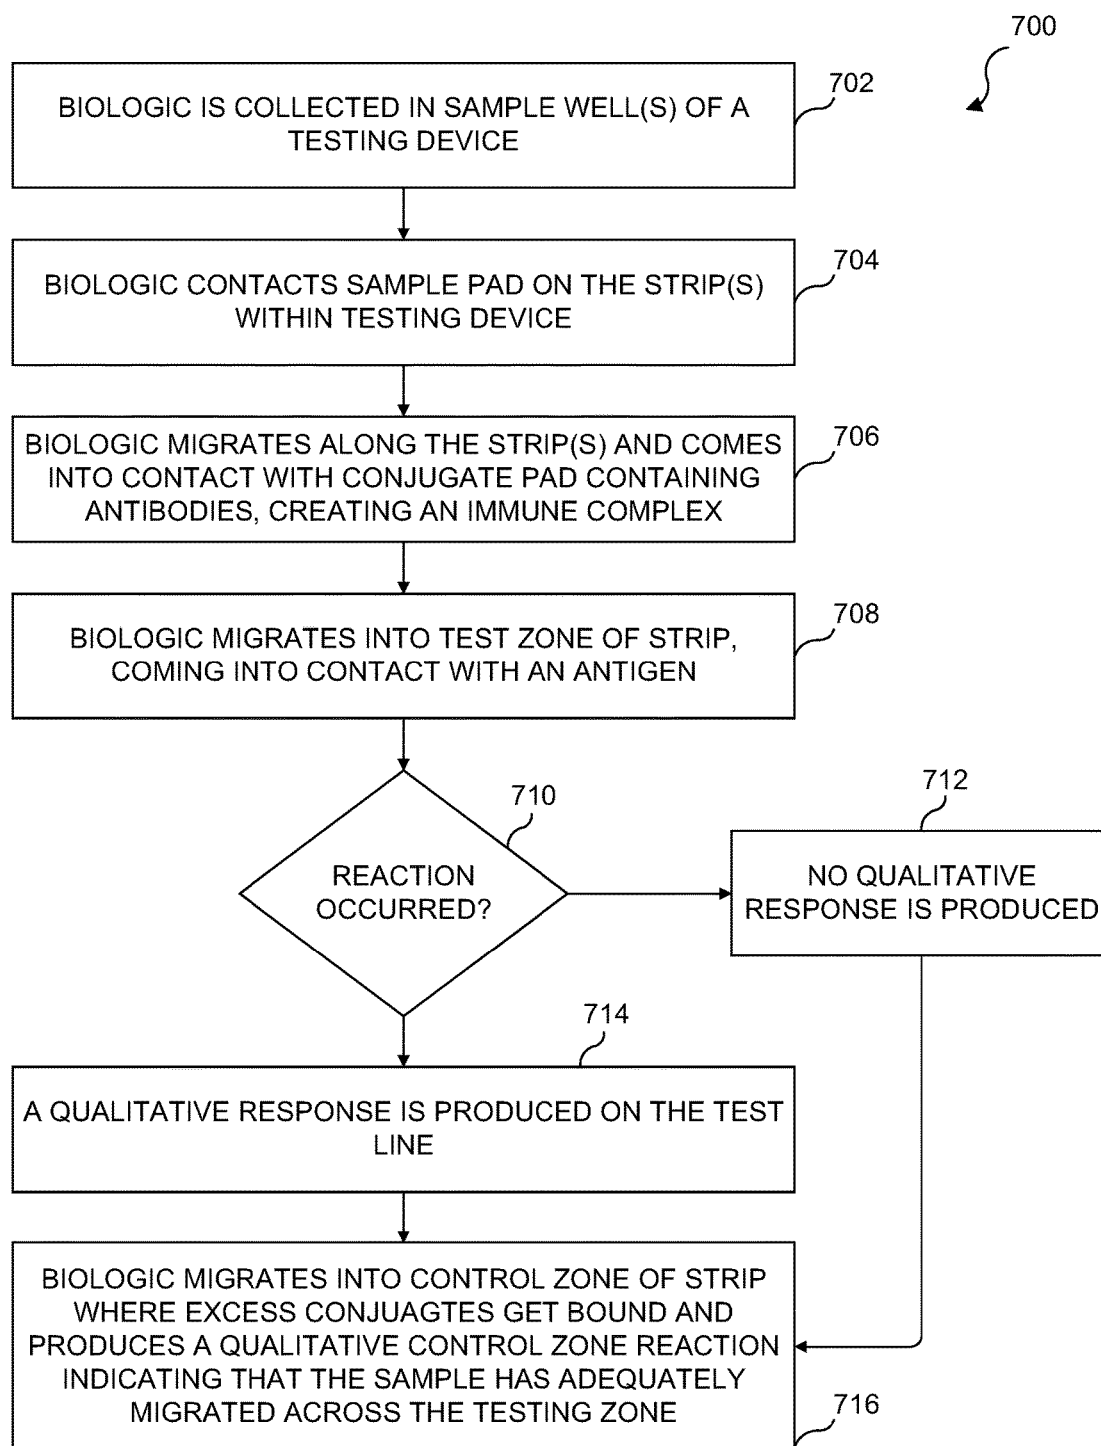 700
BIOLOGIC IS COLLECTED IN SAMPLE WELL(S) OF A
TESTING DEVICE
702
BIOLOGIC CONTACTS SAMPLE PAD ON THE STRIP(S)
WITHIN TESTING DEVICE
704
BIOLOGIC MIGRATES ALONG THE STRIP(S) AND COMES
INTO CONTACT WITH CONJUGATE PAD CONTAINING
ANTIBODIES, CREATING AN IMMUNE COMPLEX
706
BIOLOGIC MIGRATES INTO TEST ZONE OF STRIP,
COMING INTO CONTACT WITH AN ANTIGEN
708
REACTION
OCCURRED?
710
712
NO QUALITATIVE
RESPONSE IS PRODUCED
714
A QUALITATIVE RESPONSE IS PRODUCED ON THE TEST
LINE
BIOLOGIC MIGRATES INTO CONTROL ZONE OF STRIP
WHERE EXCESS CONJUAGTES GET BOUND AND
PRODUCES A QUALITATIVE CONTROL ZONE REACTION
INDICATING THAT THE SAMPLE HAS ADEQUATELY
MIGRATED ACROSS THE TESTING ZONE
716